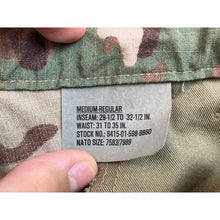 MEDIUM-REGULAR
INSEAM: 29-1/2 TO 32-1/2 IN.
WAIST: 31 TO 35 IN.
STOCK NO. 8415-01-598-9980
NATO SIZE: 7583/7989